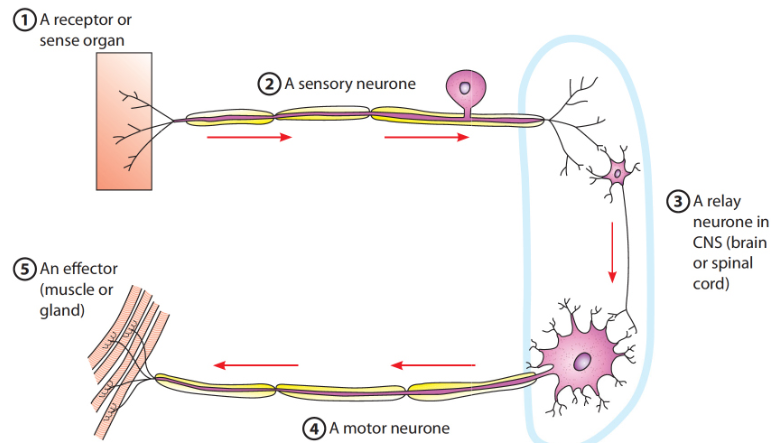 ① A receptor or
sense organ
② A sensory neurone
③ A relay
neurone in
CNS (brain
or spinal
cord)
⑤ An effector
(muscle or
gland)
④ A motor neurone